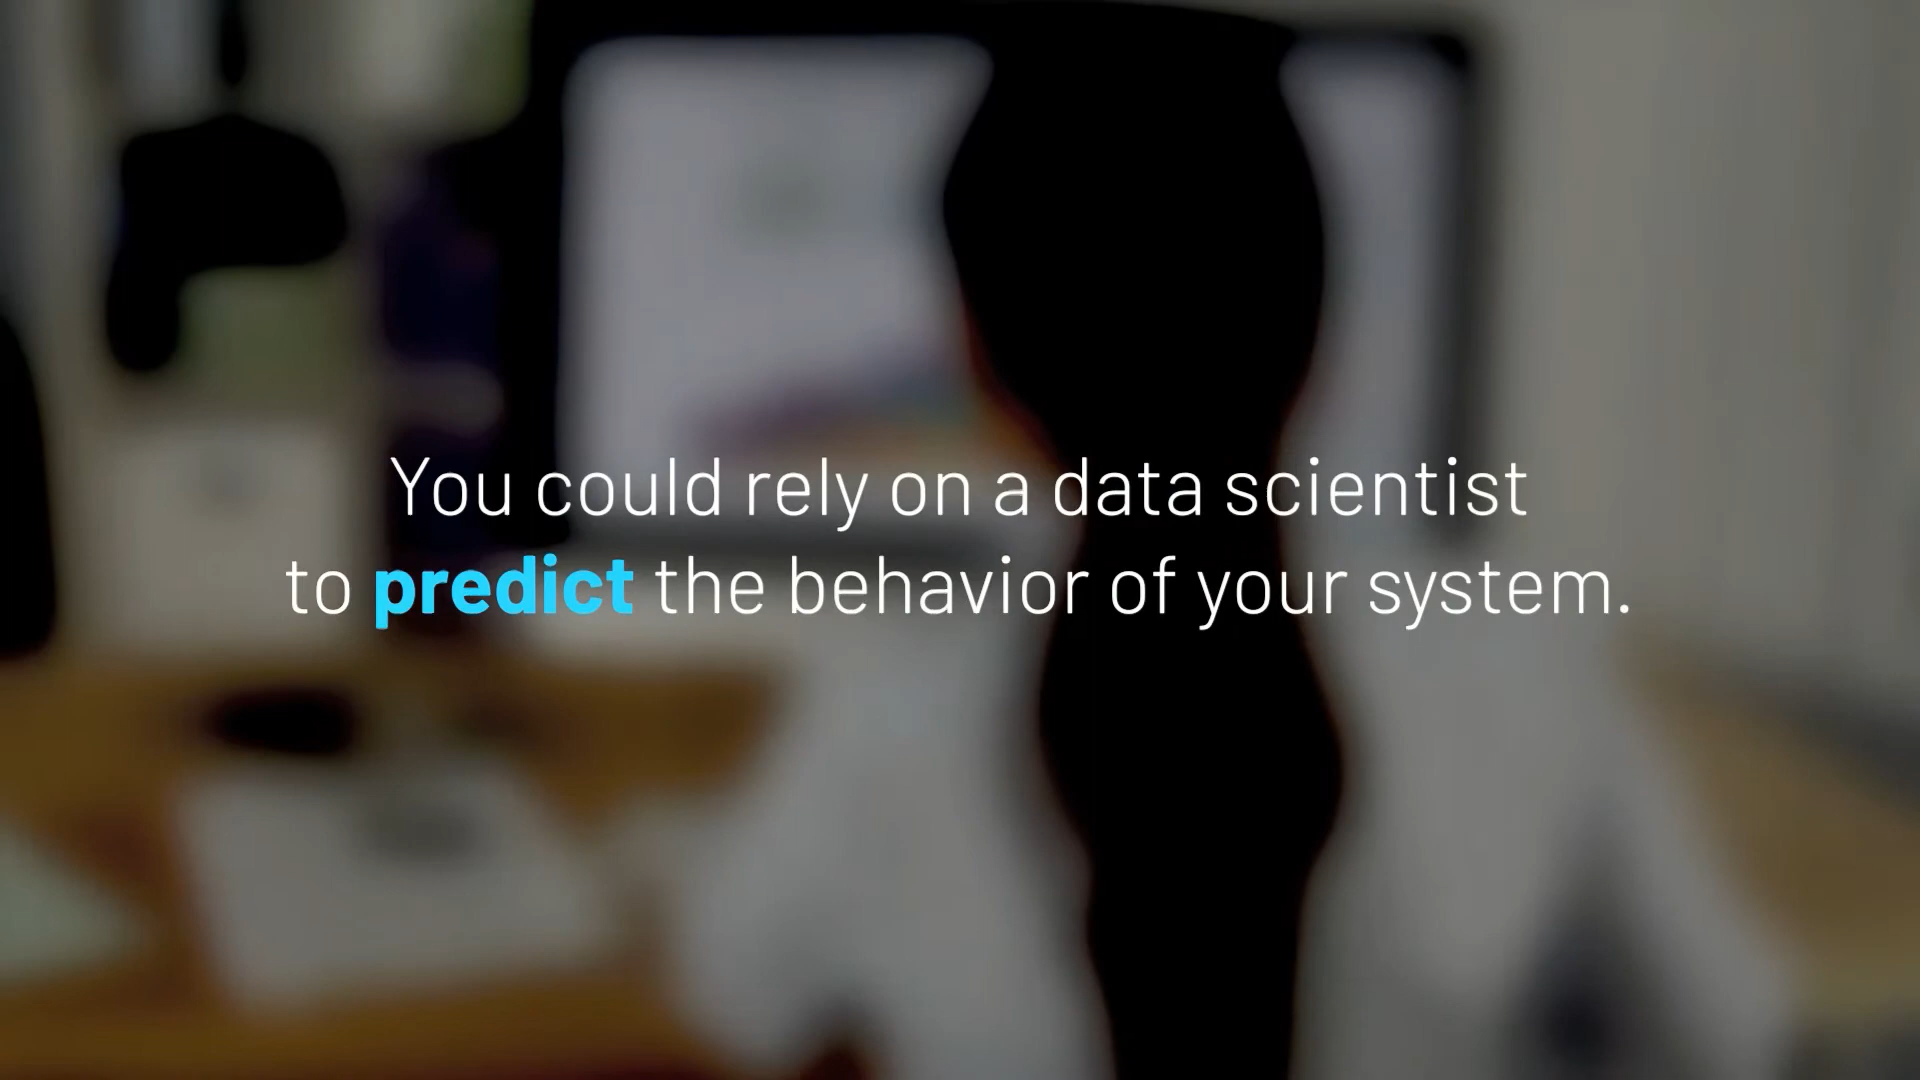 You could rely on a data scientist
to predict the behavior of your system.